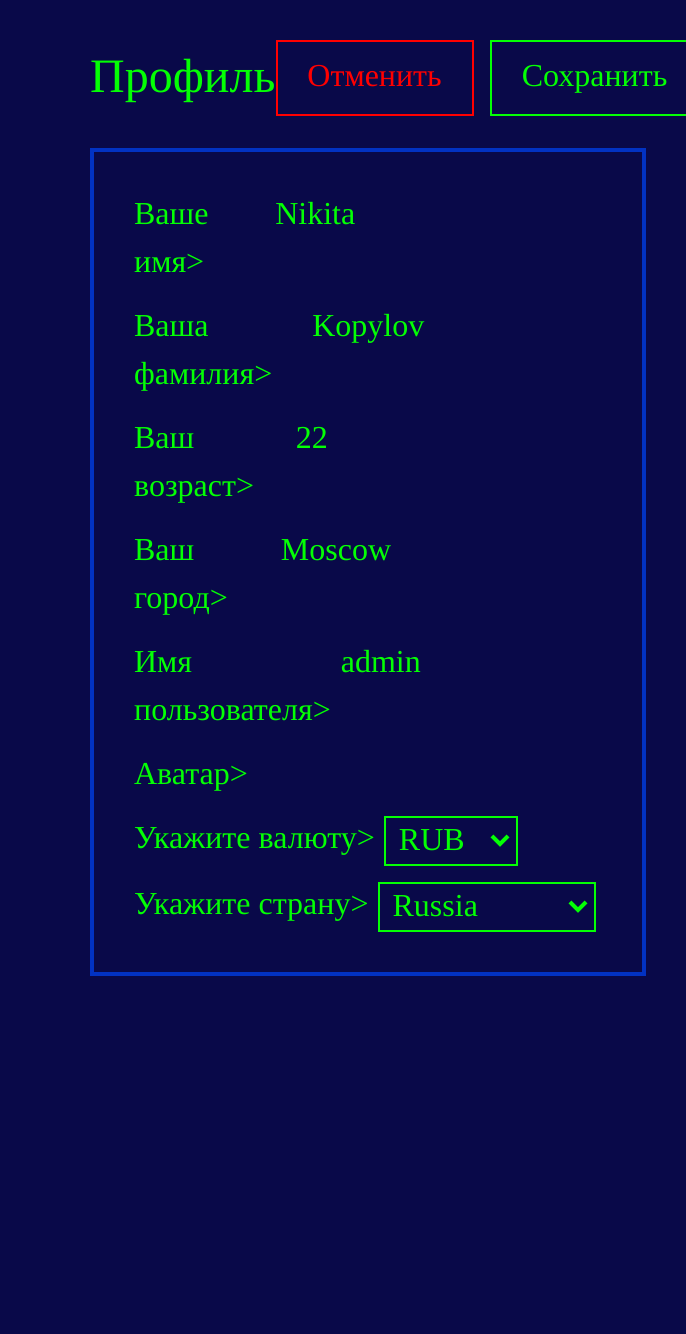 Профиль Отменить Сохранить
Ваше Nikita
имя>
Ваша Kopylov
фамилия>
Ваш 22
возраст>
Ваш Moscow
город>
Имя admin
пользователя>
Аватар>
Укажите валюту> RUB
Укажите страну> Russia